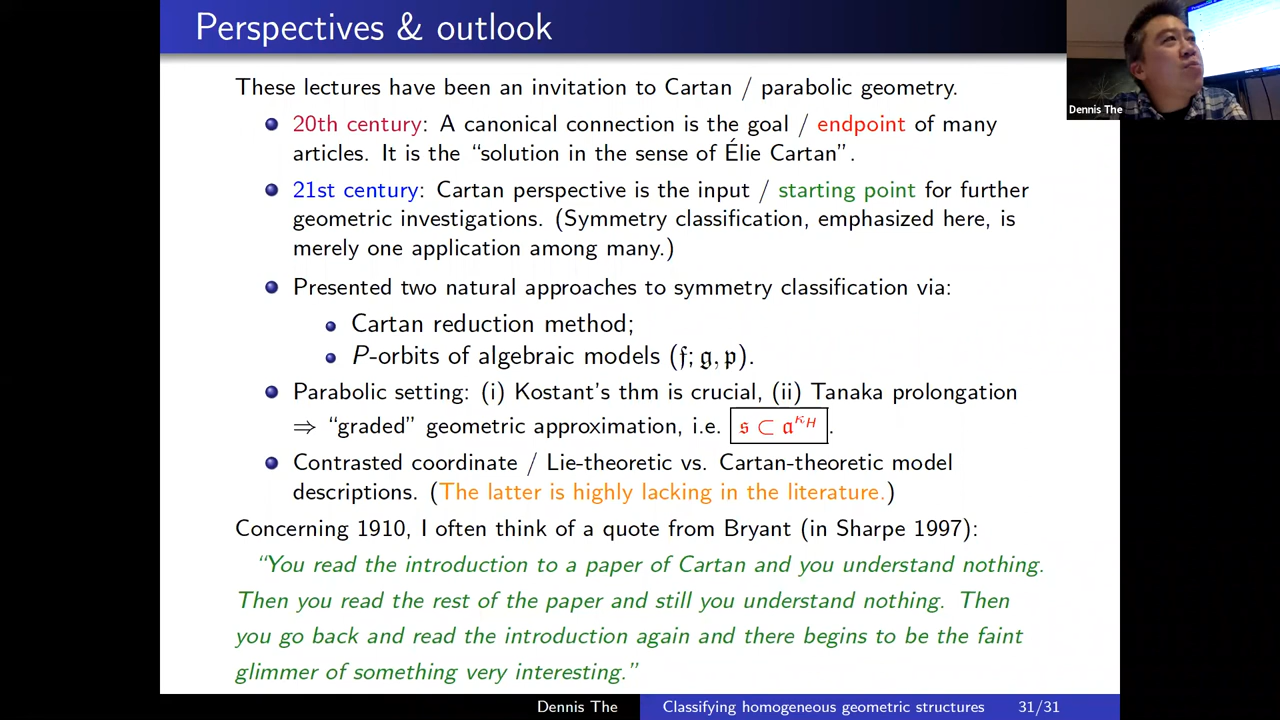 Perspectives & outlook
Dennis The
These lectures have been an invitation to Cartan / parabolic geometry.
20th century: A canonical connection is the goal / endpoint of many
articles. It is the “solution in the sense of Élie Cartan”.
21st century: Cartan perspective is the input / starting point for further
geometric investigations. (Symmetry classification, emphasized here, is
merely one application among many.)
Presented two natural approaches to symmetry classification via:
Cartan reduction method;
P-orbits of algebraic models (𝔣; 𝔤, 𝔭).
Parabolic setting: (i) Kostant's thm is crucial, (ii) Tanaka prolongation
⇒ “graded” geometric approximation, i.e. 𝔰 ⊂ 𝔞^{κ_H}.
Contrasted coordinate / Lie-theoretic vs. Cartan-theoretic model
descriptions. (The latter is highly lacking in the literature.)
Concerning 1910, I often think of a quote from Bryant (in Sharpe 1997):
“You read the introduction to a paper of Cartan and you understand nothing.
Then you read the rest of the paper and still you understand nothing. Then
you go back and read the introduction again and there begins to be the faint
glimmer of something very interesting.”
Dennis The Classifying homogeneous geometric structures 31/31